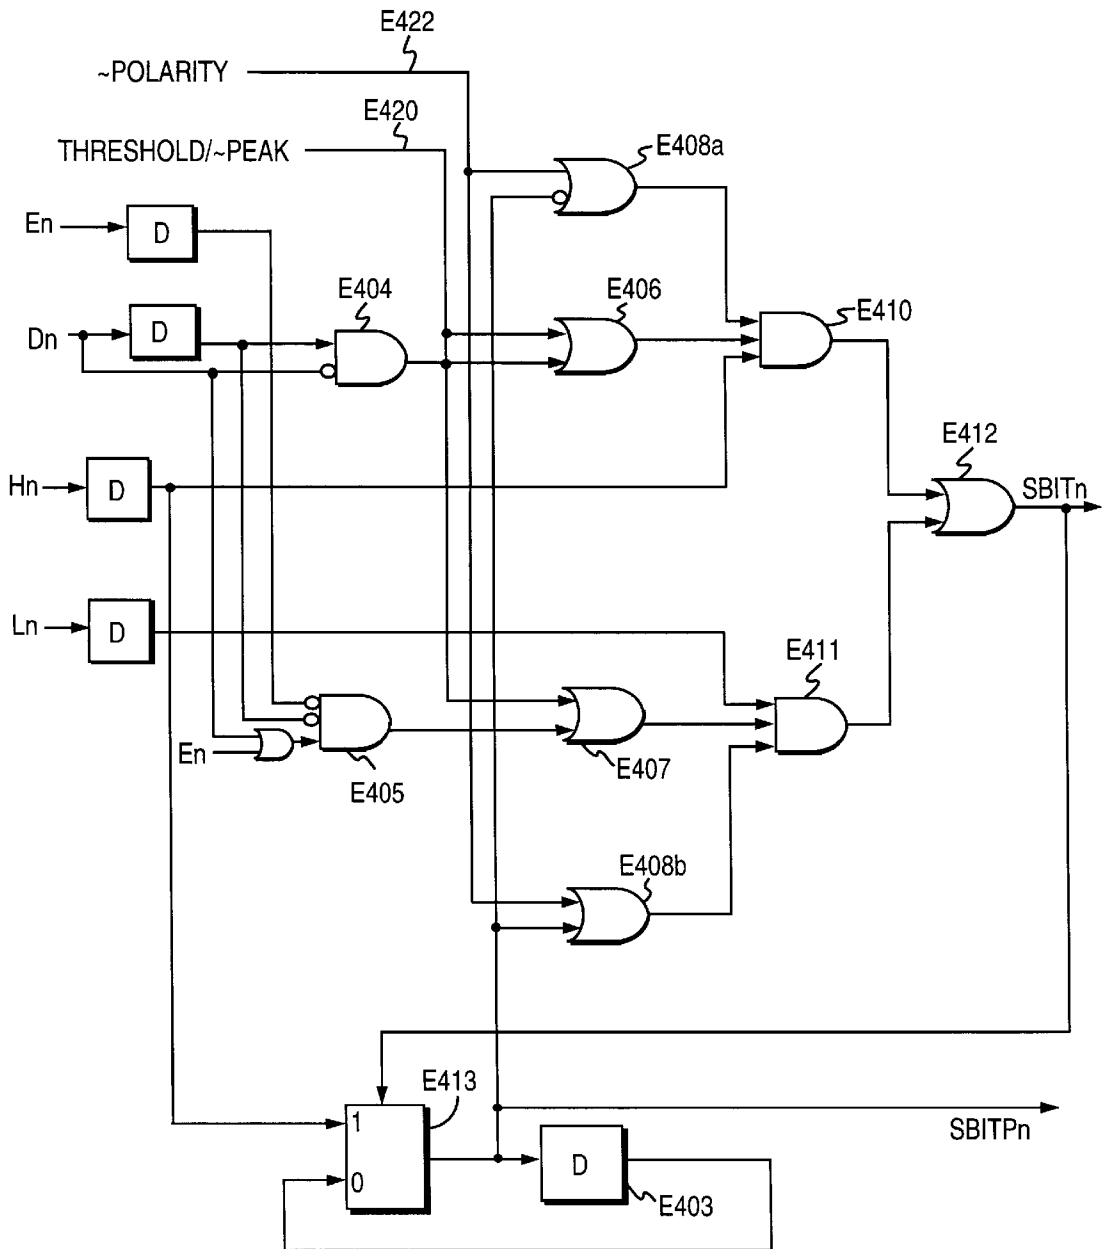 E422
~POLARITY
E420
THRESHOLD/~PEAK
E408a
En
D
E404
E406
E410
Dn
D
E412
SBITn
Hn
D
Ln
D
E411
En
E405
E407
E408b
E413
1
SBITPn
0
D
E403